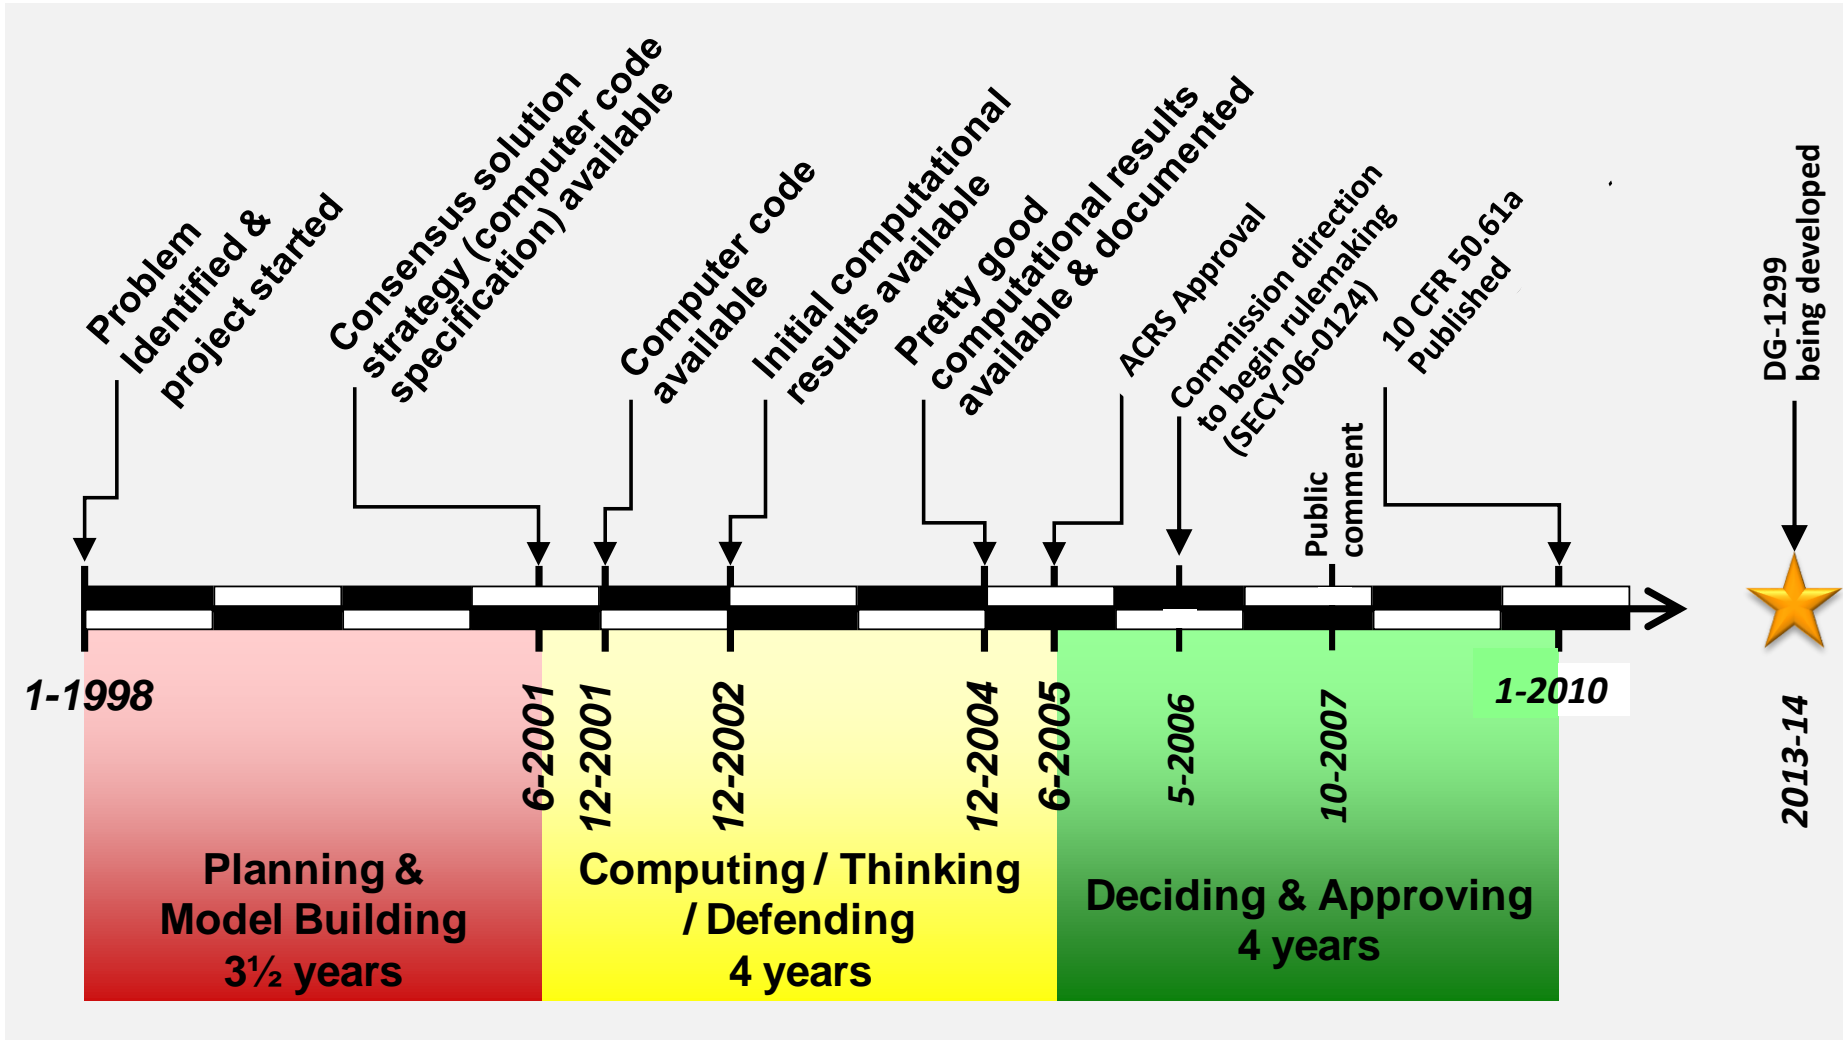 Problem
Identified &
project started
Consensus solution
strategy (computer code
specification) available
Computer code
available
Initial computational
results available
Pretty good
computational results
available & documented
ACRS Approval
Commission direction
to begin rulemaking
(SECY-06-0124)
Public
comment
10 CFR 50.61a
Published
DG-1299
being developed
1-1998
6-2001
12-2001
12-2002
12-2004
6-2005
5-2006
10-2007
1-2010
2013-14
Planning &
Model Building
3½ years
Computing / Thinking
/ Defending
4 years
Deciding & Approving
4 years